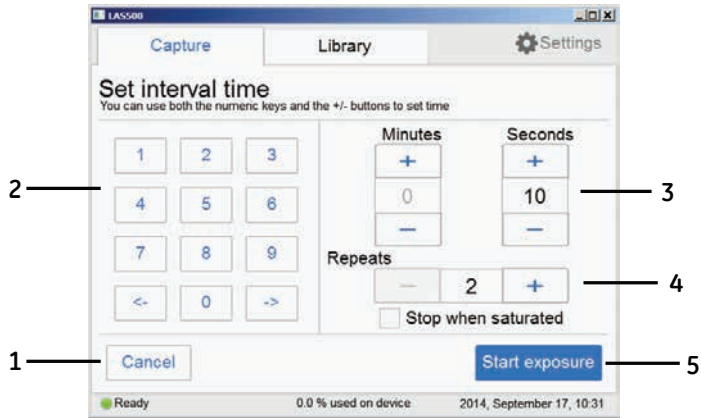 LAS500
Capture
Library
Settings
Set interval time
You can use both the numeric keys and the +/- buttons to set time
Minutes
Seconds
1 2 3
+ +
2
4 5 6
0 10
3
- -
7 8 9
Repeats
- 2 +
4
<- 0 ->
Stop when saturated
1
Cancel
Start exposure
5
Ready
0.0 % used on device
2014, September 17, 10:31